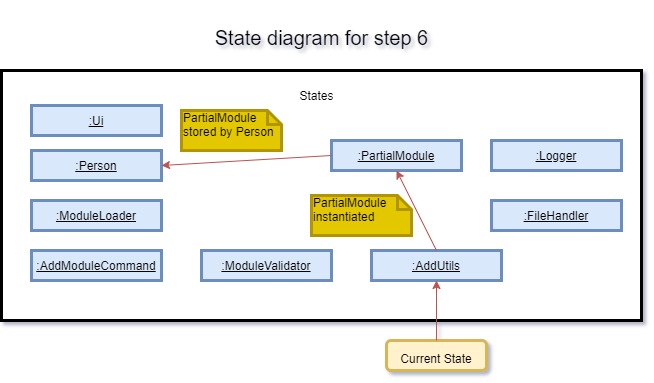 State diagram for step 6
States
:Ui
PartialModule
stored by Person
:Person
:PartialModule
:Logger
:ModuleLoader
PartialModule
instantiated
:FileHandler
:AddModuleCommand
:ModuleValidator
:AddUtils
Current State